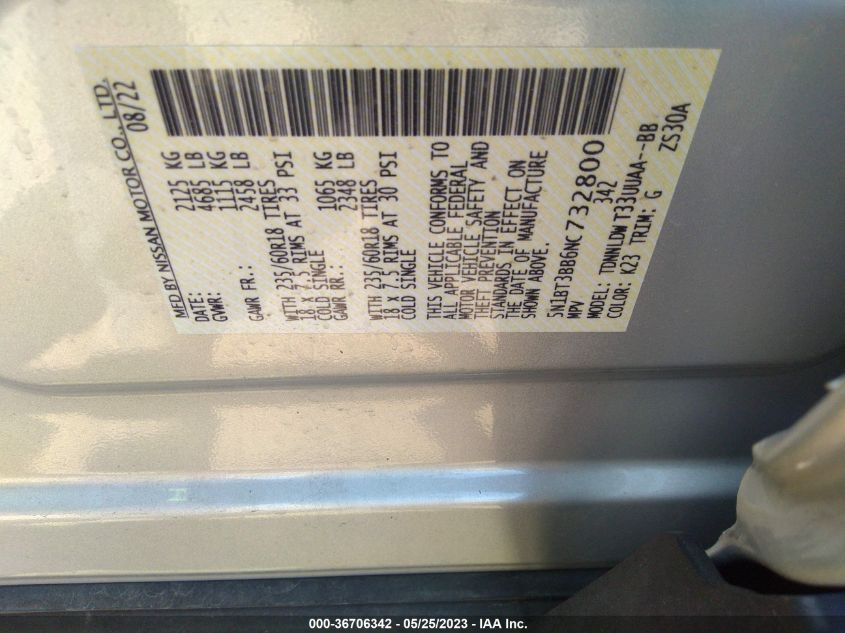 MFD BY NISSAN MOTOR CO., LTD.
DATE: 08/22
GVWR: 2125 KG
4685 LB
GAWR FR.: 1115 KG
2458 LB
WITH 235/60R18 TIRES
18 x 7.5 RIMS AT 33 PSI
COLD SINGLE
GAWR RR.: 1065 KG
2348 LB
WITH 235/60R18 TIRES
18 x 7.5 RIMS AT 30 PSI
COLD SINGLE
THIS VEHICLE CONFORMS TO
ALL APPLICABLE FEDERAL
MOTOR VEHICLE SAFETY AND
THEFT PREVENTION
STANDARDS IN EFFECT ON
THE DATE OF MANUFACTURE
SHOWN ABOVE.
5N1BT3BB6NC732800
MPV 342
MODEL: TDNNLDW T33UUUAA--BB
COLOR: K23 TRIM: G ZS30A
000-36706342 - 05/25/2023 - IAA Inc.